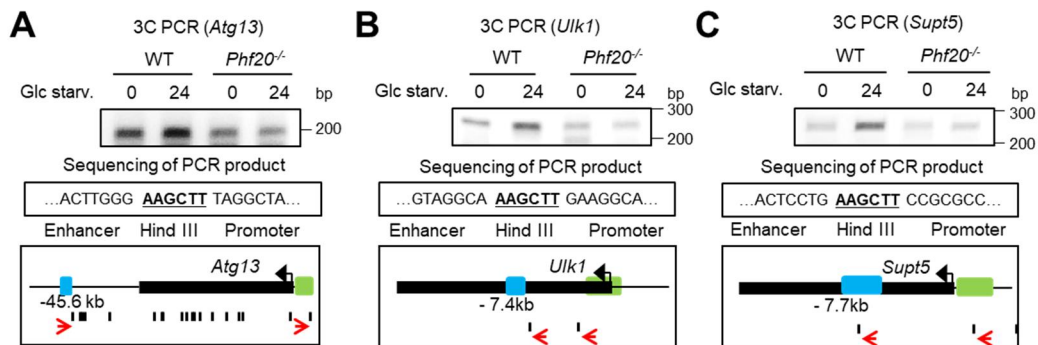 A 3C PCR (Atg13)
WT Phf20-/-
Glc starv. 0 24 0 24 bp
200
Sequencing of PCR product
...ACTTGGG AAGCTT TAGGCTA...
Enhancer Hind III Promoter
Atg13
-45.6 kb
B 3C PCR (Ulk1)
WT Phf20-/-
Glc starv. 0 24 0 24 bp
300
200
Sequencing of PCR product
...GTAGGCA AAGCTT GAAGGCA...
Enhancer Hind III Promoter
Ulk1
- 7.4kb
C 3C PCR (Supt5)
WT Phf20-/-
Glc starv. 0 24 0 24 bp
300
200
Sequencing of PCR product
...ACTCCTG AAGCTT CCGCGCC...
Enhancer Hind III Promoter
Supt5
- 7.7kb